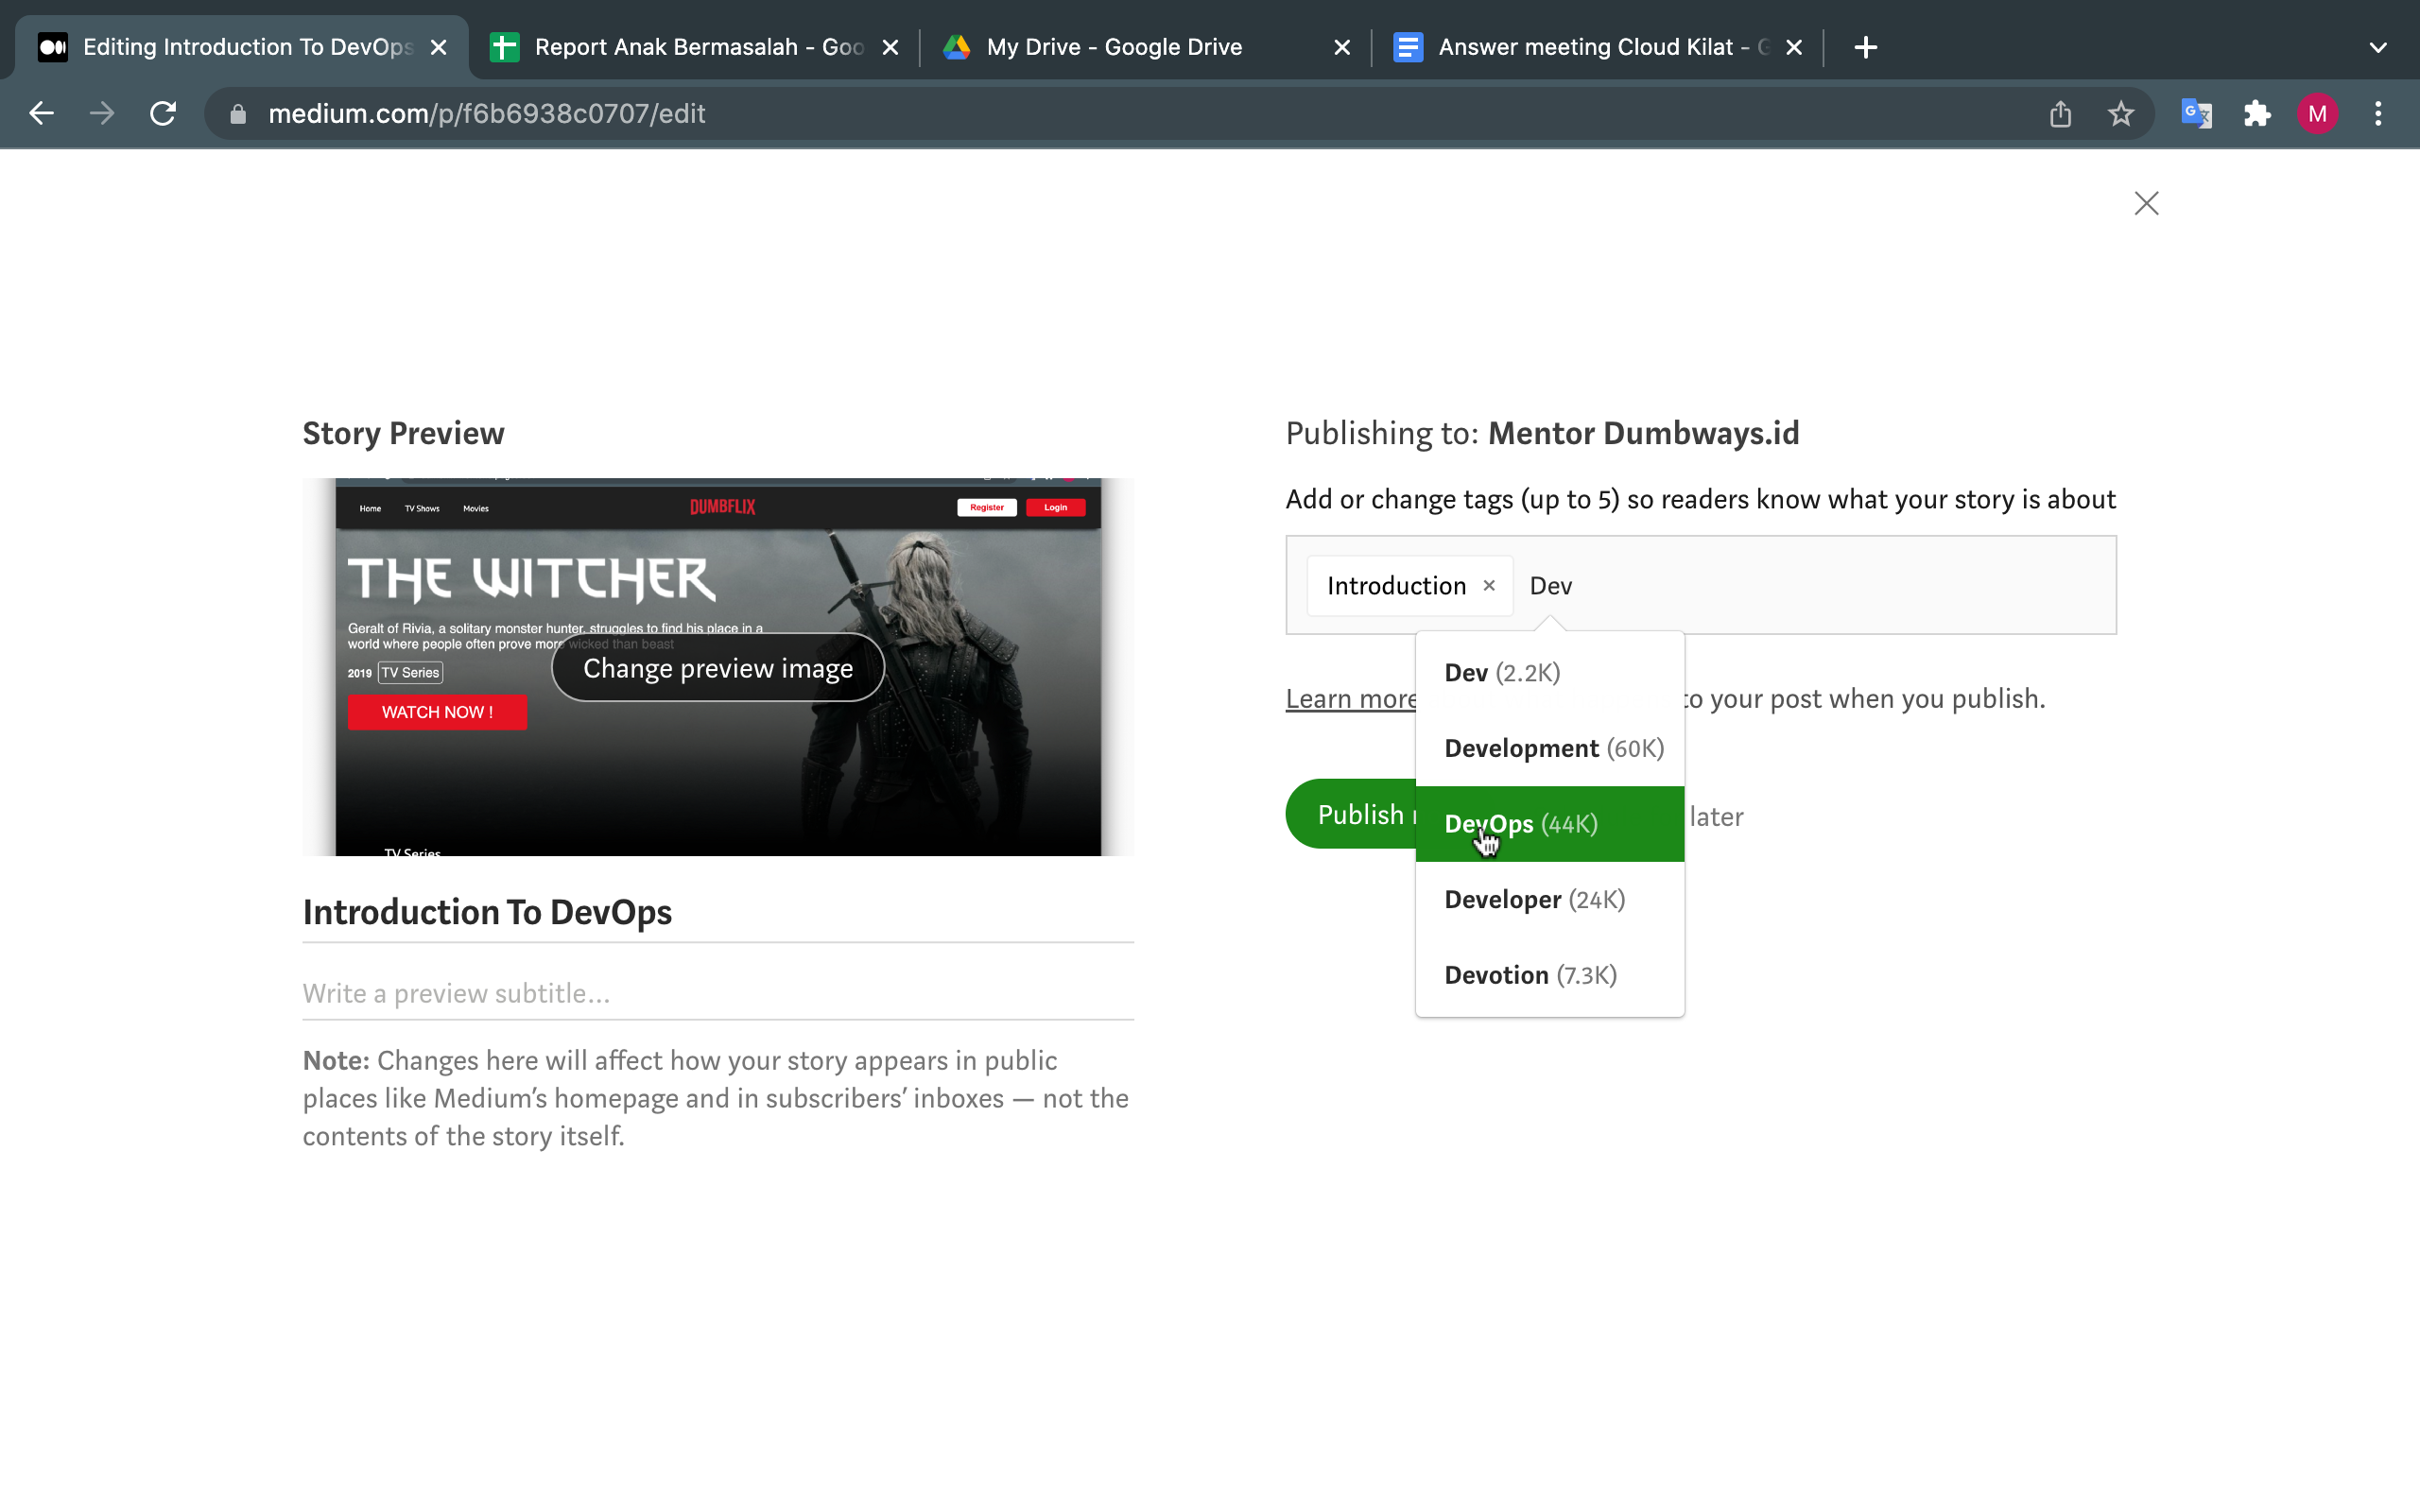 Editing Introduction To DevOps
Report Anak Bermasalah - Goo
My Drive - Google Drive
Answer meeting Cloud Kilat - G
medium.com/p/f6b6938c0707/edit
M
Story Preview
Home TV Shows Movies
DUMBFLIX
Register
Login
THE WITCHER
Geralt of Rivia, a solitary monster hunter, struggles to find his place in a
world where people often prove more wicked than beast
2019 TV Series
Change preview image
WATCH NOW !
TV Series
Introduction To DevOps
Write a preview subtitle...
Note: Changes here will affect how your story appears in public
places like Medium’s homepage and in subscribers’ inboxes — not the
contents of the story itself.
Publishing to: Mentor Dumbways.id
Add or change tags (up to 5) so readers know what your story is about
Introduction × Dev
Learn more
to your post when you publish.
Publish
later
Dev (2.2K)
Development (60K)
DevOps (44K)
Developer (24K)
Devotion (7.3K)